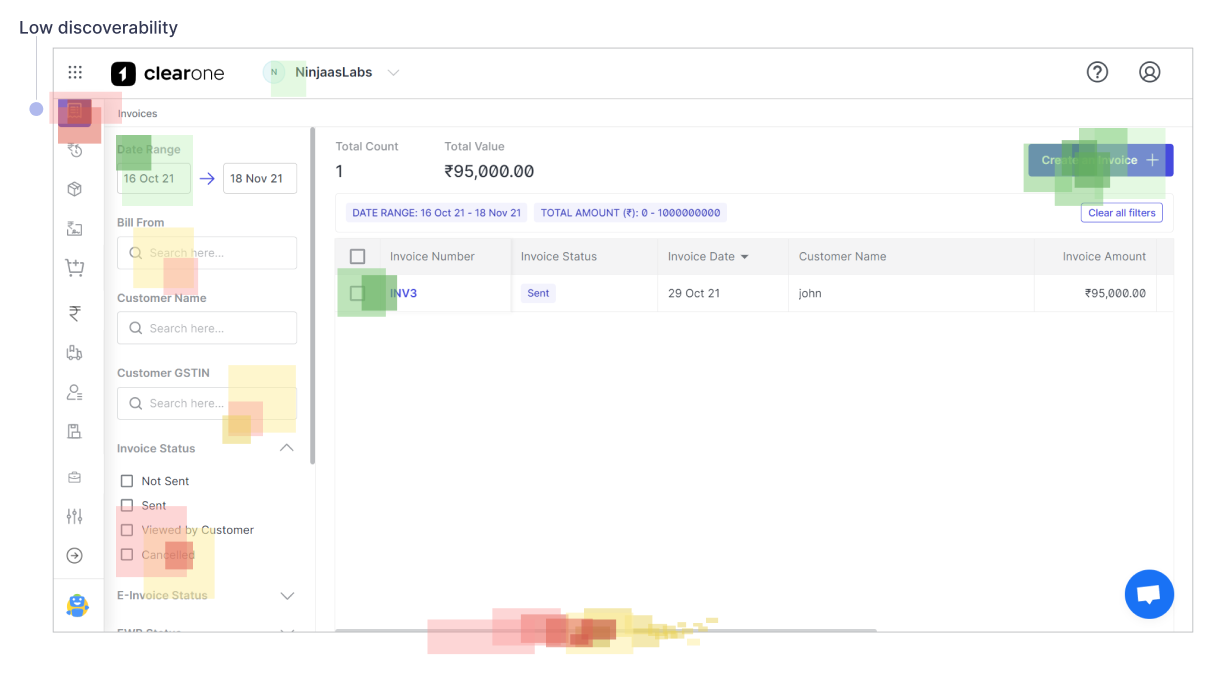 Low discoverability
clearone
N NinjaasLabs
Invoices
Date Range
16 Oct 21 → 18 Nov 21
Bill From
Search here...
Customer Name
Search here...
Customer GSTIN
Search here...
Invoice Status
Not Sent
Sent
Viewed by Customer
Cancelled
E-Invoice Status
EWB Status
Total Count Total Value
1 ₹95,000.00
Create Invoice +
DATE RANGE: 16 Oct 21 - 18 Nov 21 TOTAL AMOUNT (₹): 0 - 1000000000 Clear all filters
Invoice Number Invoice Status Invoice Date Customer Name Invoice Amount
INV3 Sent 29 Oct 21 john ₹95,000.00